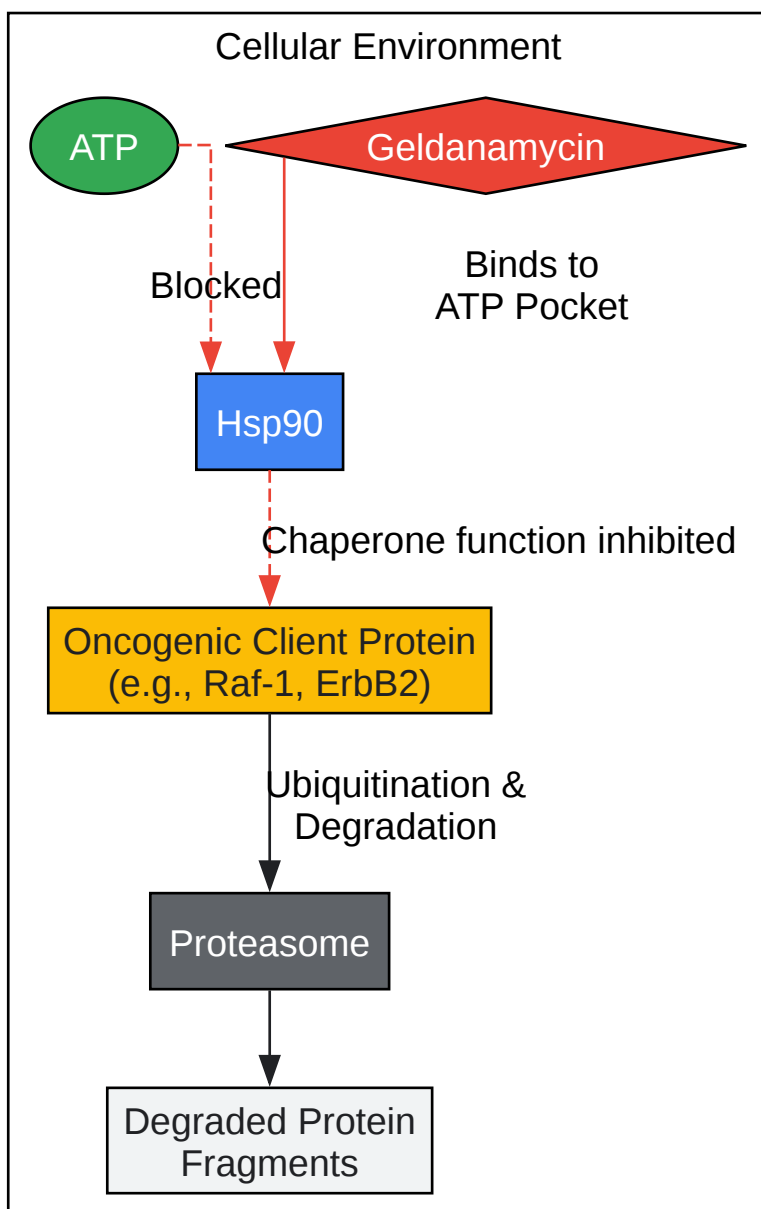 Cellular Environment
ATP
Geldanamycin
Blocked
Binds to
ATP Pocket
Hsp90
Chaperone function inhibited
Oncogenic Client Protein
(e.g., Raf-1, ErbB2)
Ubiquitination &
Degradation
Proteasome
Degraded Protein
Fragments